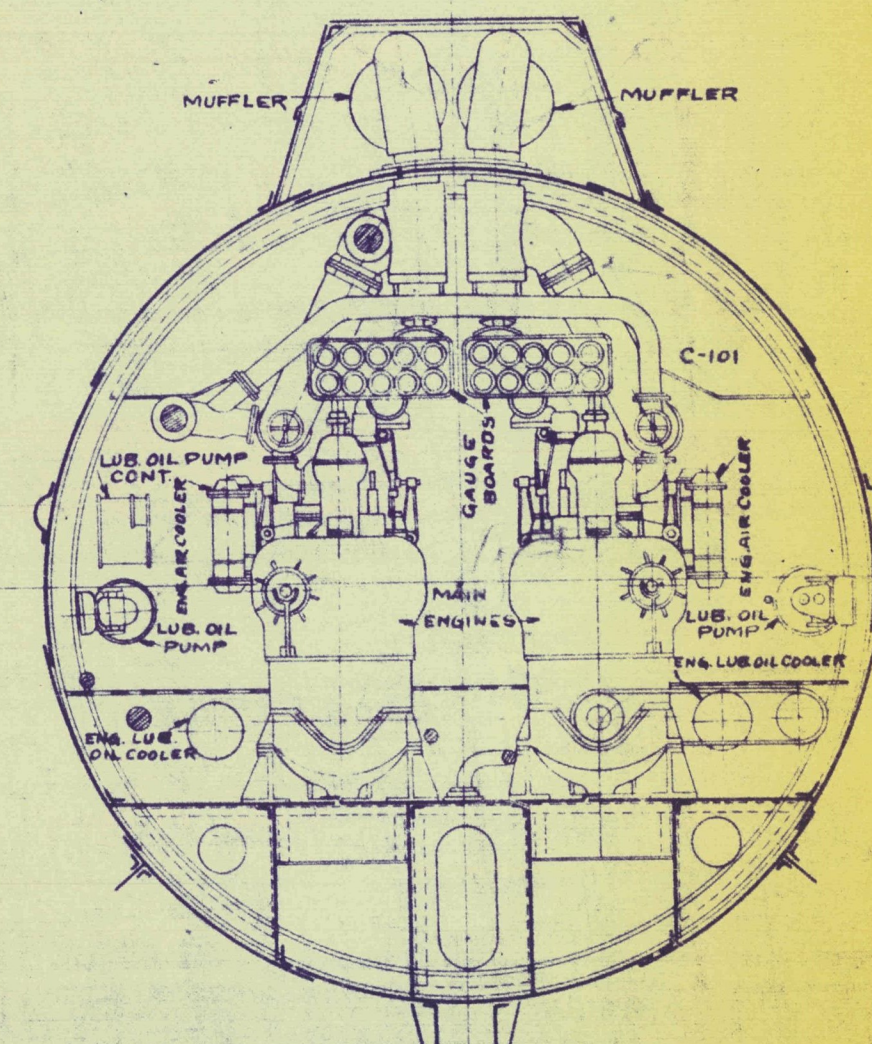 MUFFLER
MUFFLER
C-101
GAUGE
BOARDS
LUB. OIL PUMP
CONT.
ENG. AIR COOLER
ENG. AIR COOLER
MAIN
ENGINES
LUB. OIL
PUMP
LUB. OIL
PUMP
ENG. LUB. OIL COOLER
ENG. LUB.
OIL COOLER